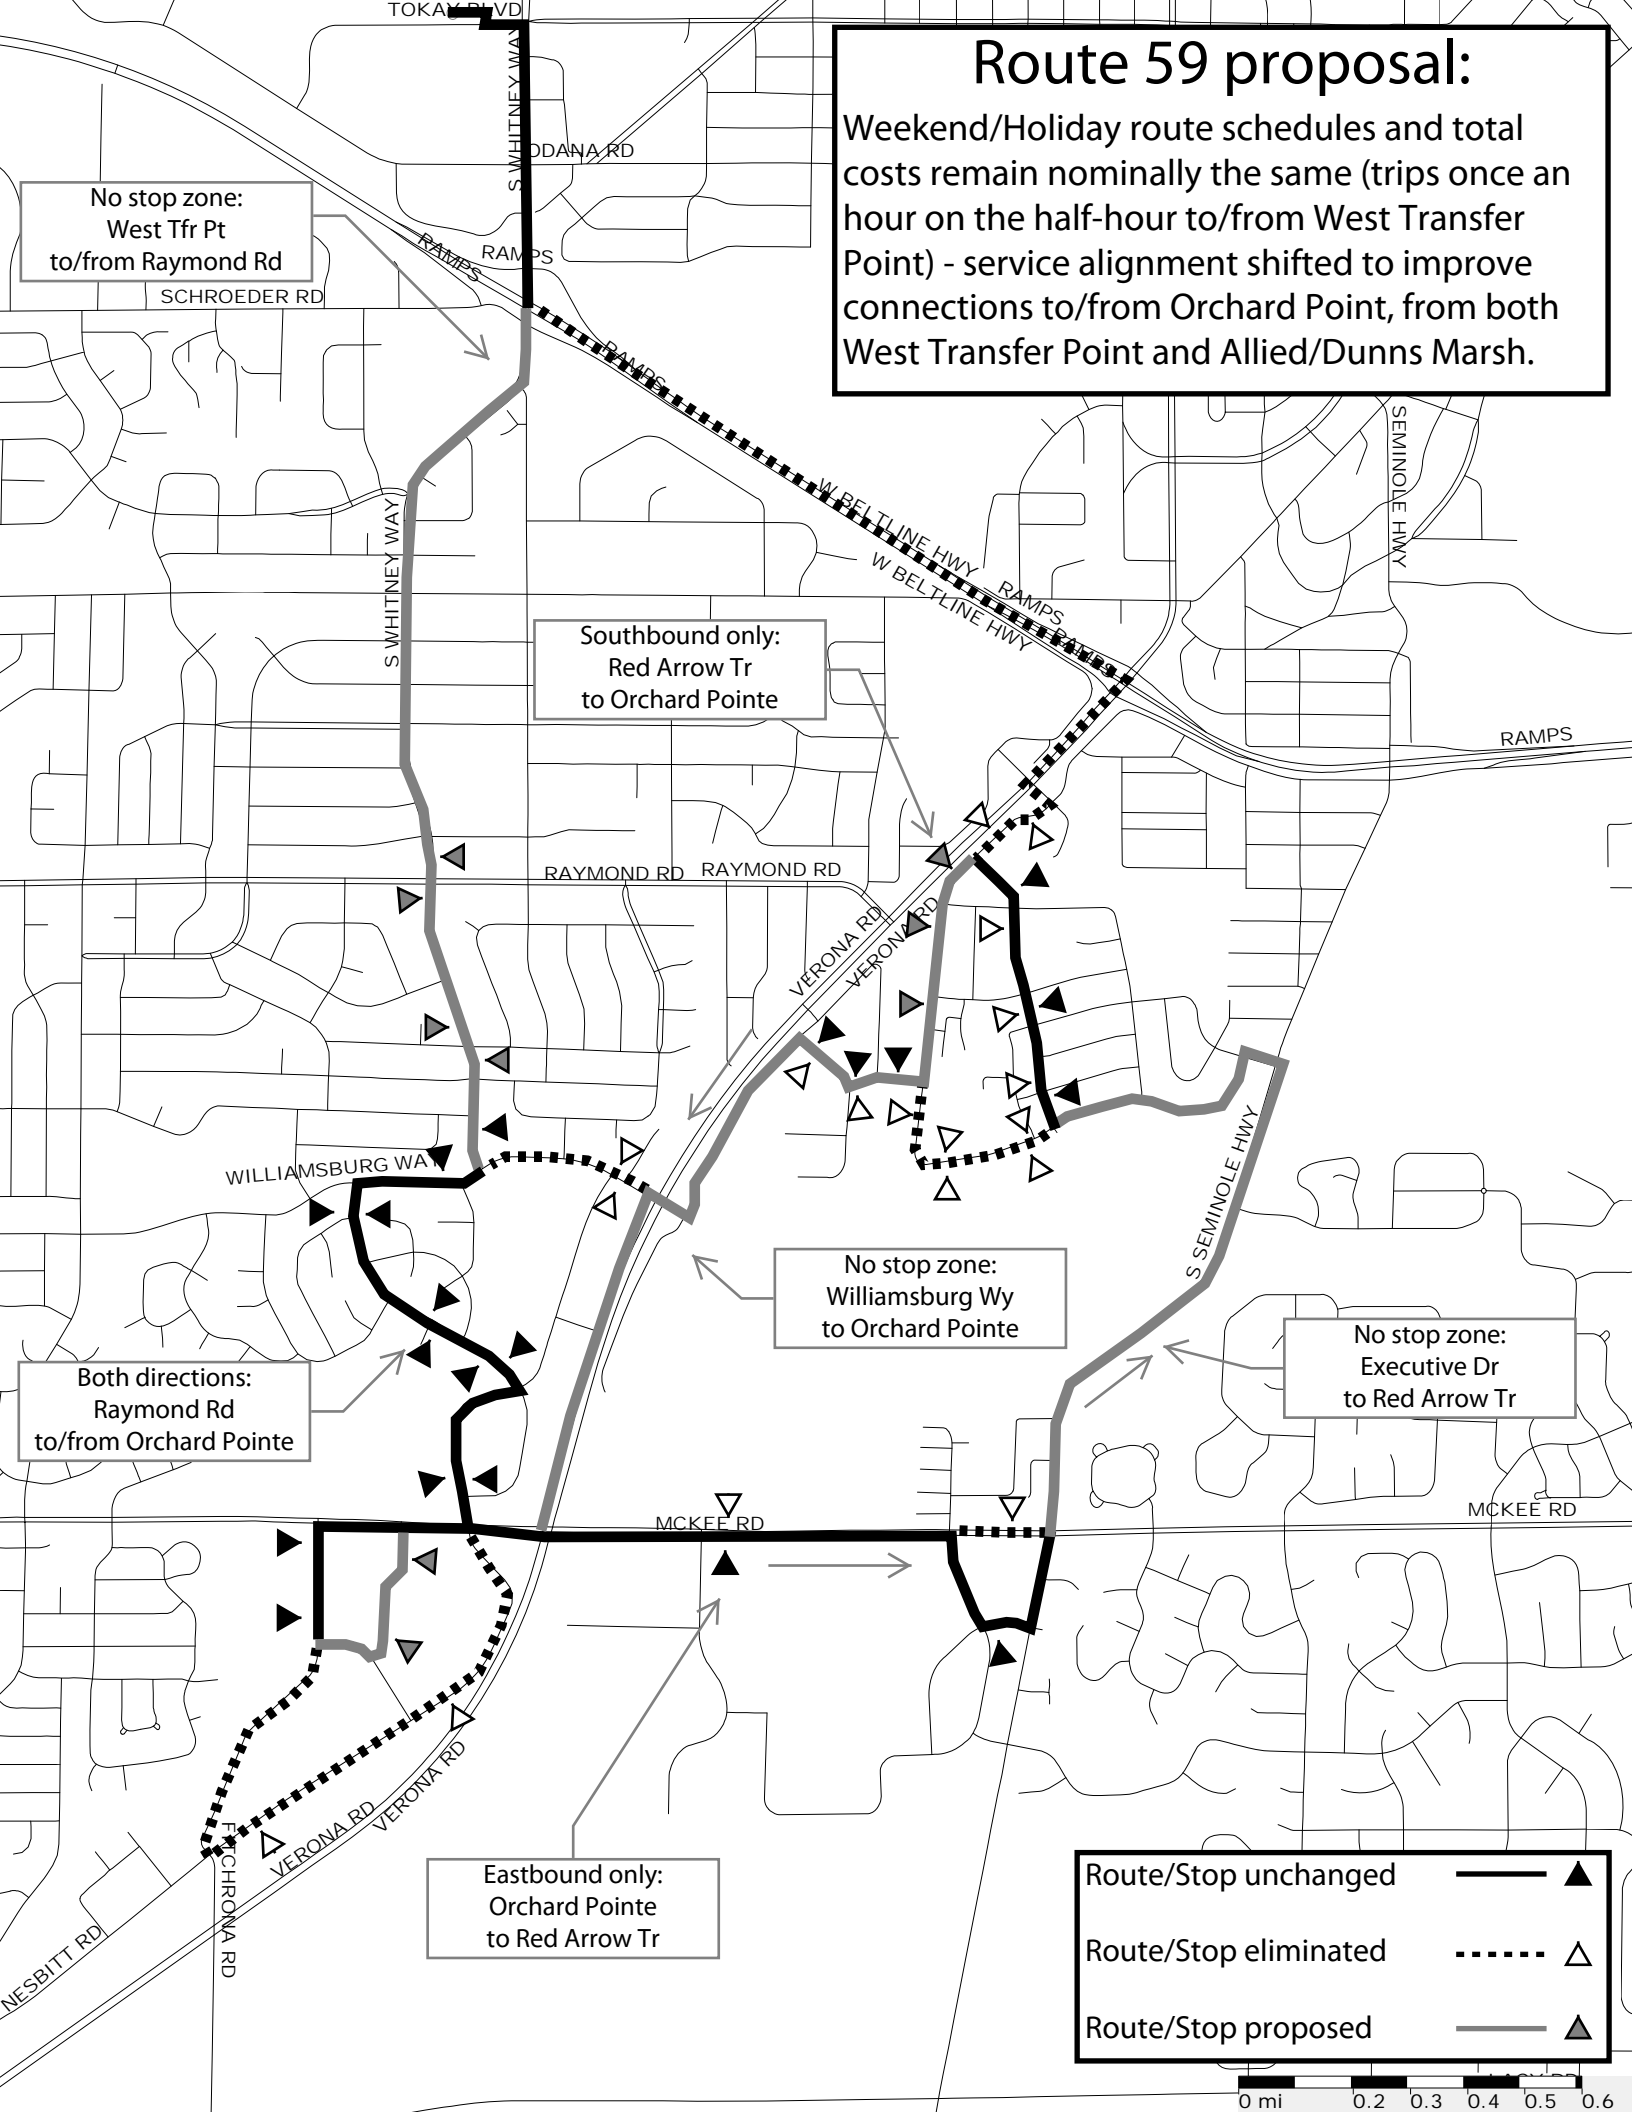 TOKAY BLVD
S WHITNEY WAY
ODANA RD
Route 59 proposal:
Weekend/Holiday route schedules and total
costs remain nominally the same (trips once an
hour on the half-hour to/from West Transfer
Point) - service alignment shifted to improve
connections to/from Orchard Point, from both
West Transfer Point and Allied/Dunns Marsh.
No stop zone:
West Tfr Pt
to/from Raymond Rd
RAMPS
RAMPS
SCHROEDER RD
RAMPS
SEMINOLE HWY
W BELTLINE HWY
W BELTLINE HWY
S WHITNEY WAY
RAMPS
RAMPS
Southbound only:
Red Arrow Tr
to Orchard Pointe
RAMPS
RAYMOND RD
RAYMOND RD
VERONA RD
VERONA RD
WILLIAMSBURG WAY
S SEMINOLE HWY
No stop zone:
Williamsburg Wy
to Orchard Pointe
No stop zone:
Executive Dr
to Red Arrow Tr
Both directions:
Raymond Rd
to/from Orchard Pointe
MCKEE RD
MCKEE RD
VERONA RD
VERONA RD
FITCHRONA RD
NESBITT RD
Eastbound only:
Orchard Pointe
to Red Arrow Tr
Route/Stop unchanged
Route/Stop eliminated
Route/Stop proposed
0 mi
0.2
0.3
0.4
0.5
0.6